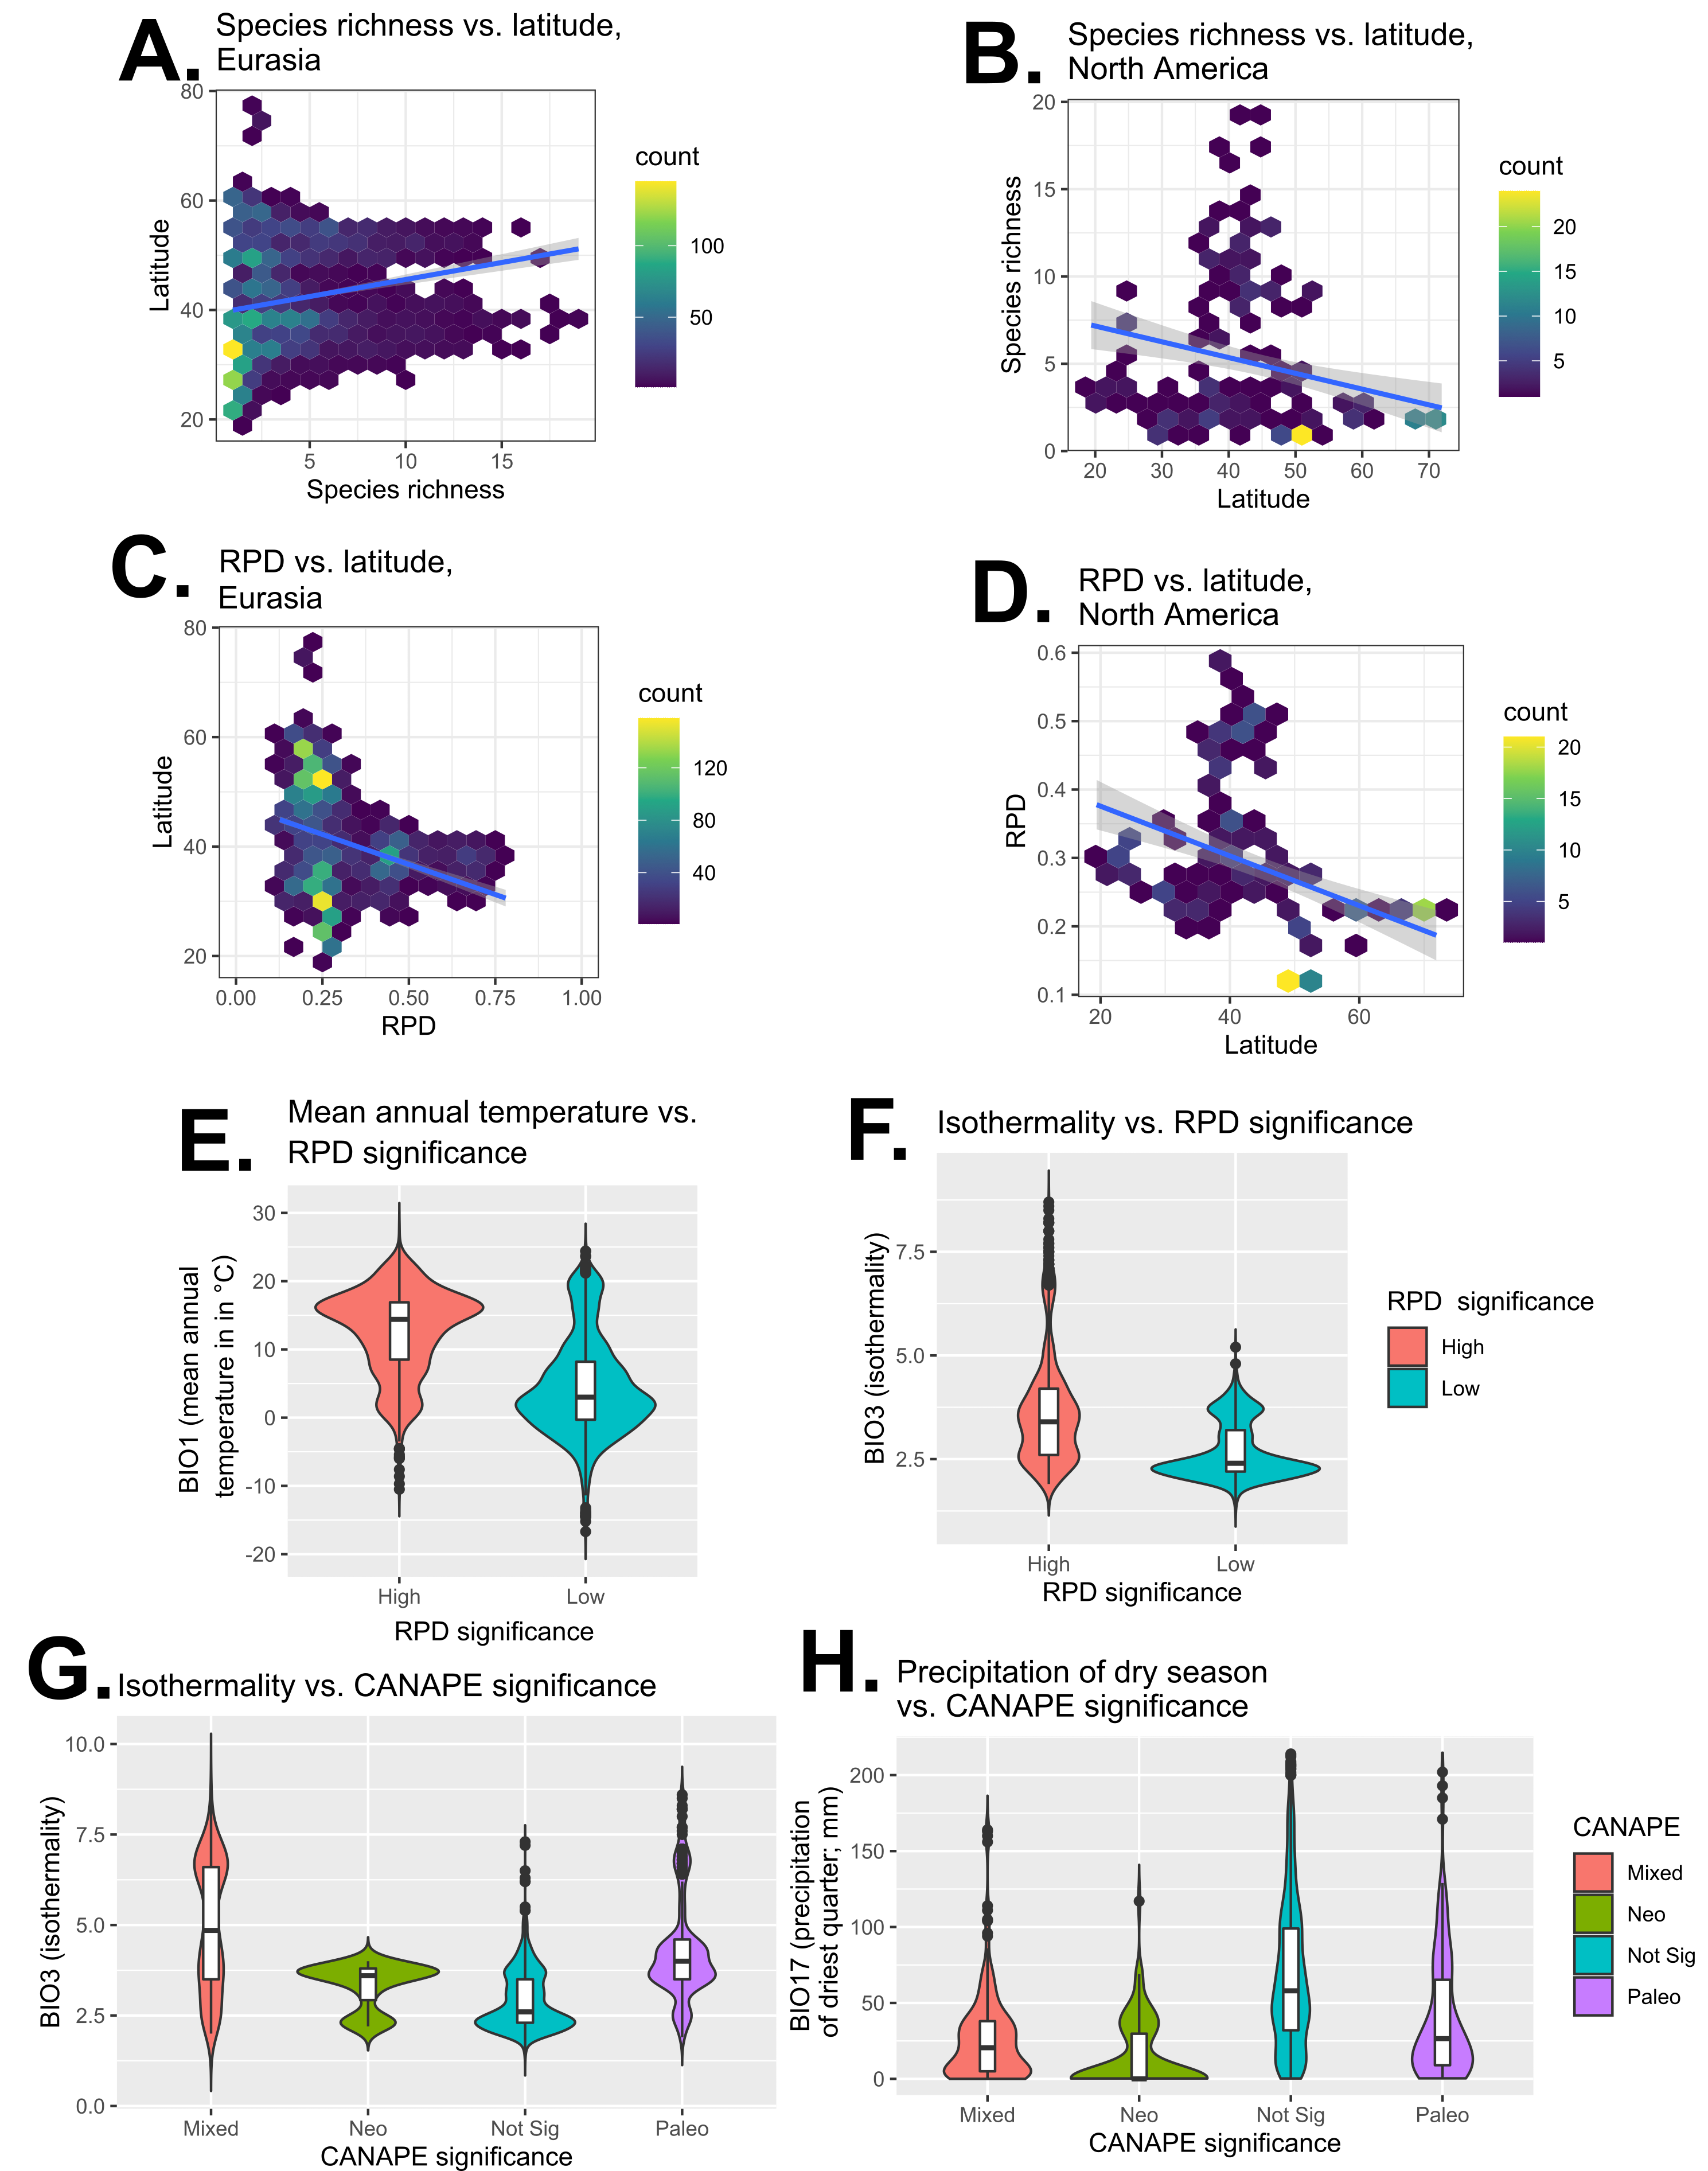 A.
Species richness vs. latitude,
Eurasia
80
60
40
20
Latitude
5 10 15
Species richness
count
100
50
B.
Species richness vs. latitude,
North America
20
15
10
5
0
Species richness
20 30 40 50 60 70
Latitude
count
20
15
10
5
C.
RPD vs. latitude,
Eurasia
80
60
40
20
Latitude
0.00 0.25 0.50 0.75 1.00
RPD
count
120
80
40
D.
RPD vs. latitude,
North America
0.6
0.5
0.4
0.3
0.2
0.1
RPD
20 40 60
Latitude
count
20
15
10
5
E.
Mean annual temperature vs.
RPD significance
30
20
10
0
-10
-20
BIO1 (mean annual
temperature in in °C)
High Low
RPD significance
F.
Isothermality vs. RPD significance
7.5
5.0
2.5
BIO3 (isothermality)
High Low
RPD significance
RPD significance
High
Low
G.
Isothermality vs. CANAPE significance
10.0
7.5
5.0
2.5
0.0
BIO3 (isothermality)
Mixed Neo Not Sig Paleo
CANAPE significance
H.
Precipitation of dry season
vs. CANAPE significance
200
150
100
50
0
BIO17 (precipitation
of driest quarter; mm)
Mixed Neo Not Sig Paleo
CANAPE significance
CANAPE
Mixed
Neo
Not Sig
Paleo